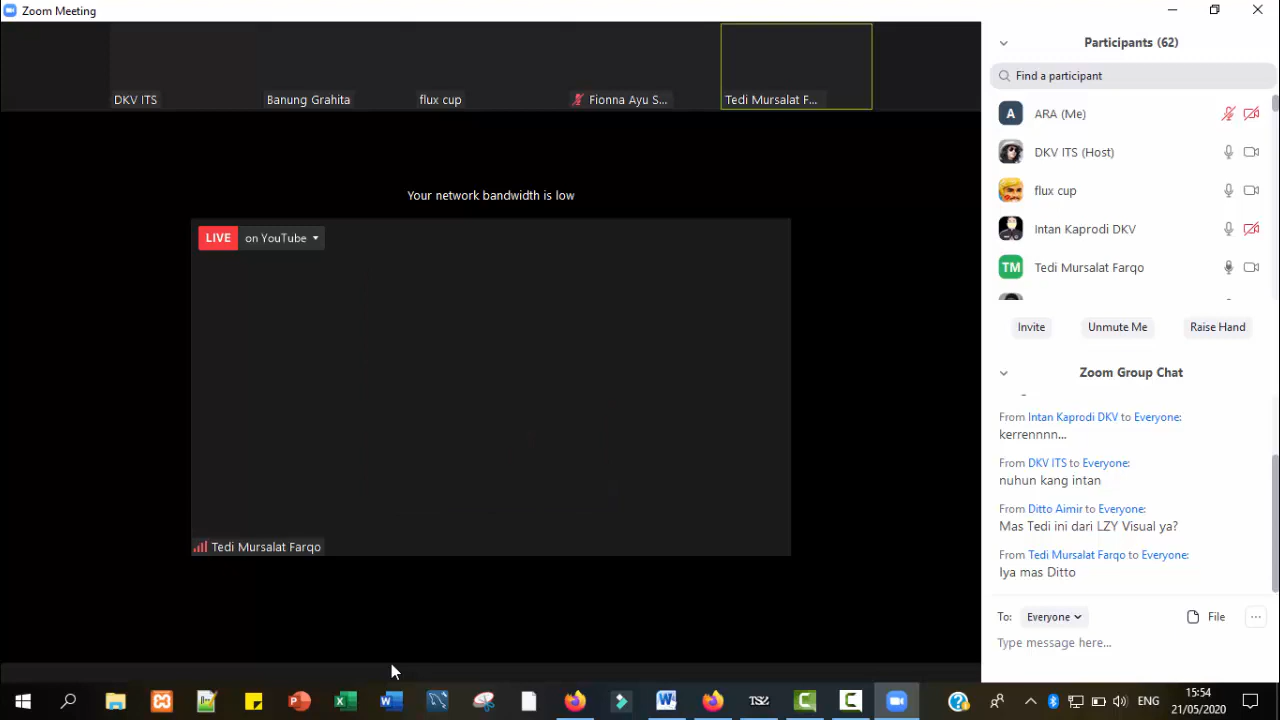 Zoom Meeting
DKV ITS
Banung Grahita
flux cup
Fionna Ayu S...
Tedi Mursalat F...
Your network bandwidth is low
LIVE on YouTube
Tedi Mursalat Farqo
Participants (62)
Find a participant
A ARA (Me)
DKV ITS (Host)
flux cup
Intan Kaprodi DKV
TM Tedi Mursalat Farqo
Invite Unmute Me Raise Hand
Zoom Group Chat
From Intan Kaprodi DKV to Everyone:
kerrennnn...
From DKV ITS to Everyone:
nuhun kang intan
From Ditto Aimir to Everyone:
Mas Tedi ini dari LZY Visual ya?
From Tedi Mursalat Farqo to Everyone:
Iya mas Ditto
To: Everyone File ...
Type message here...
ENG
15:54
21/05/2020